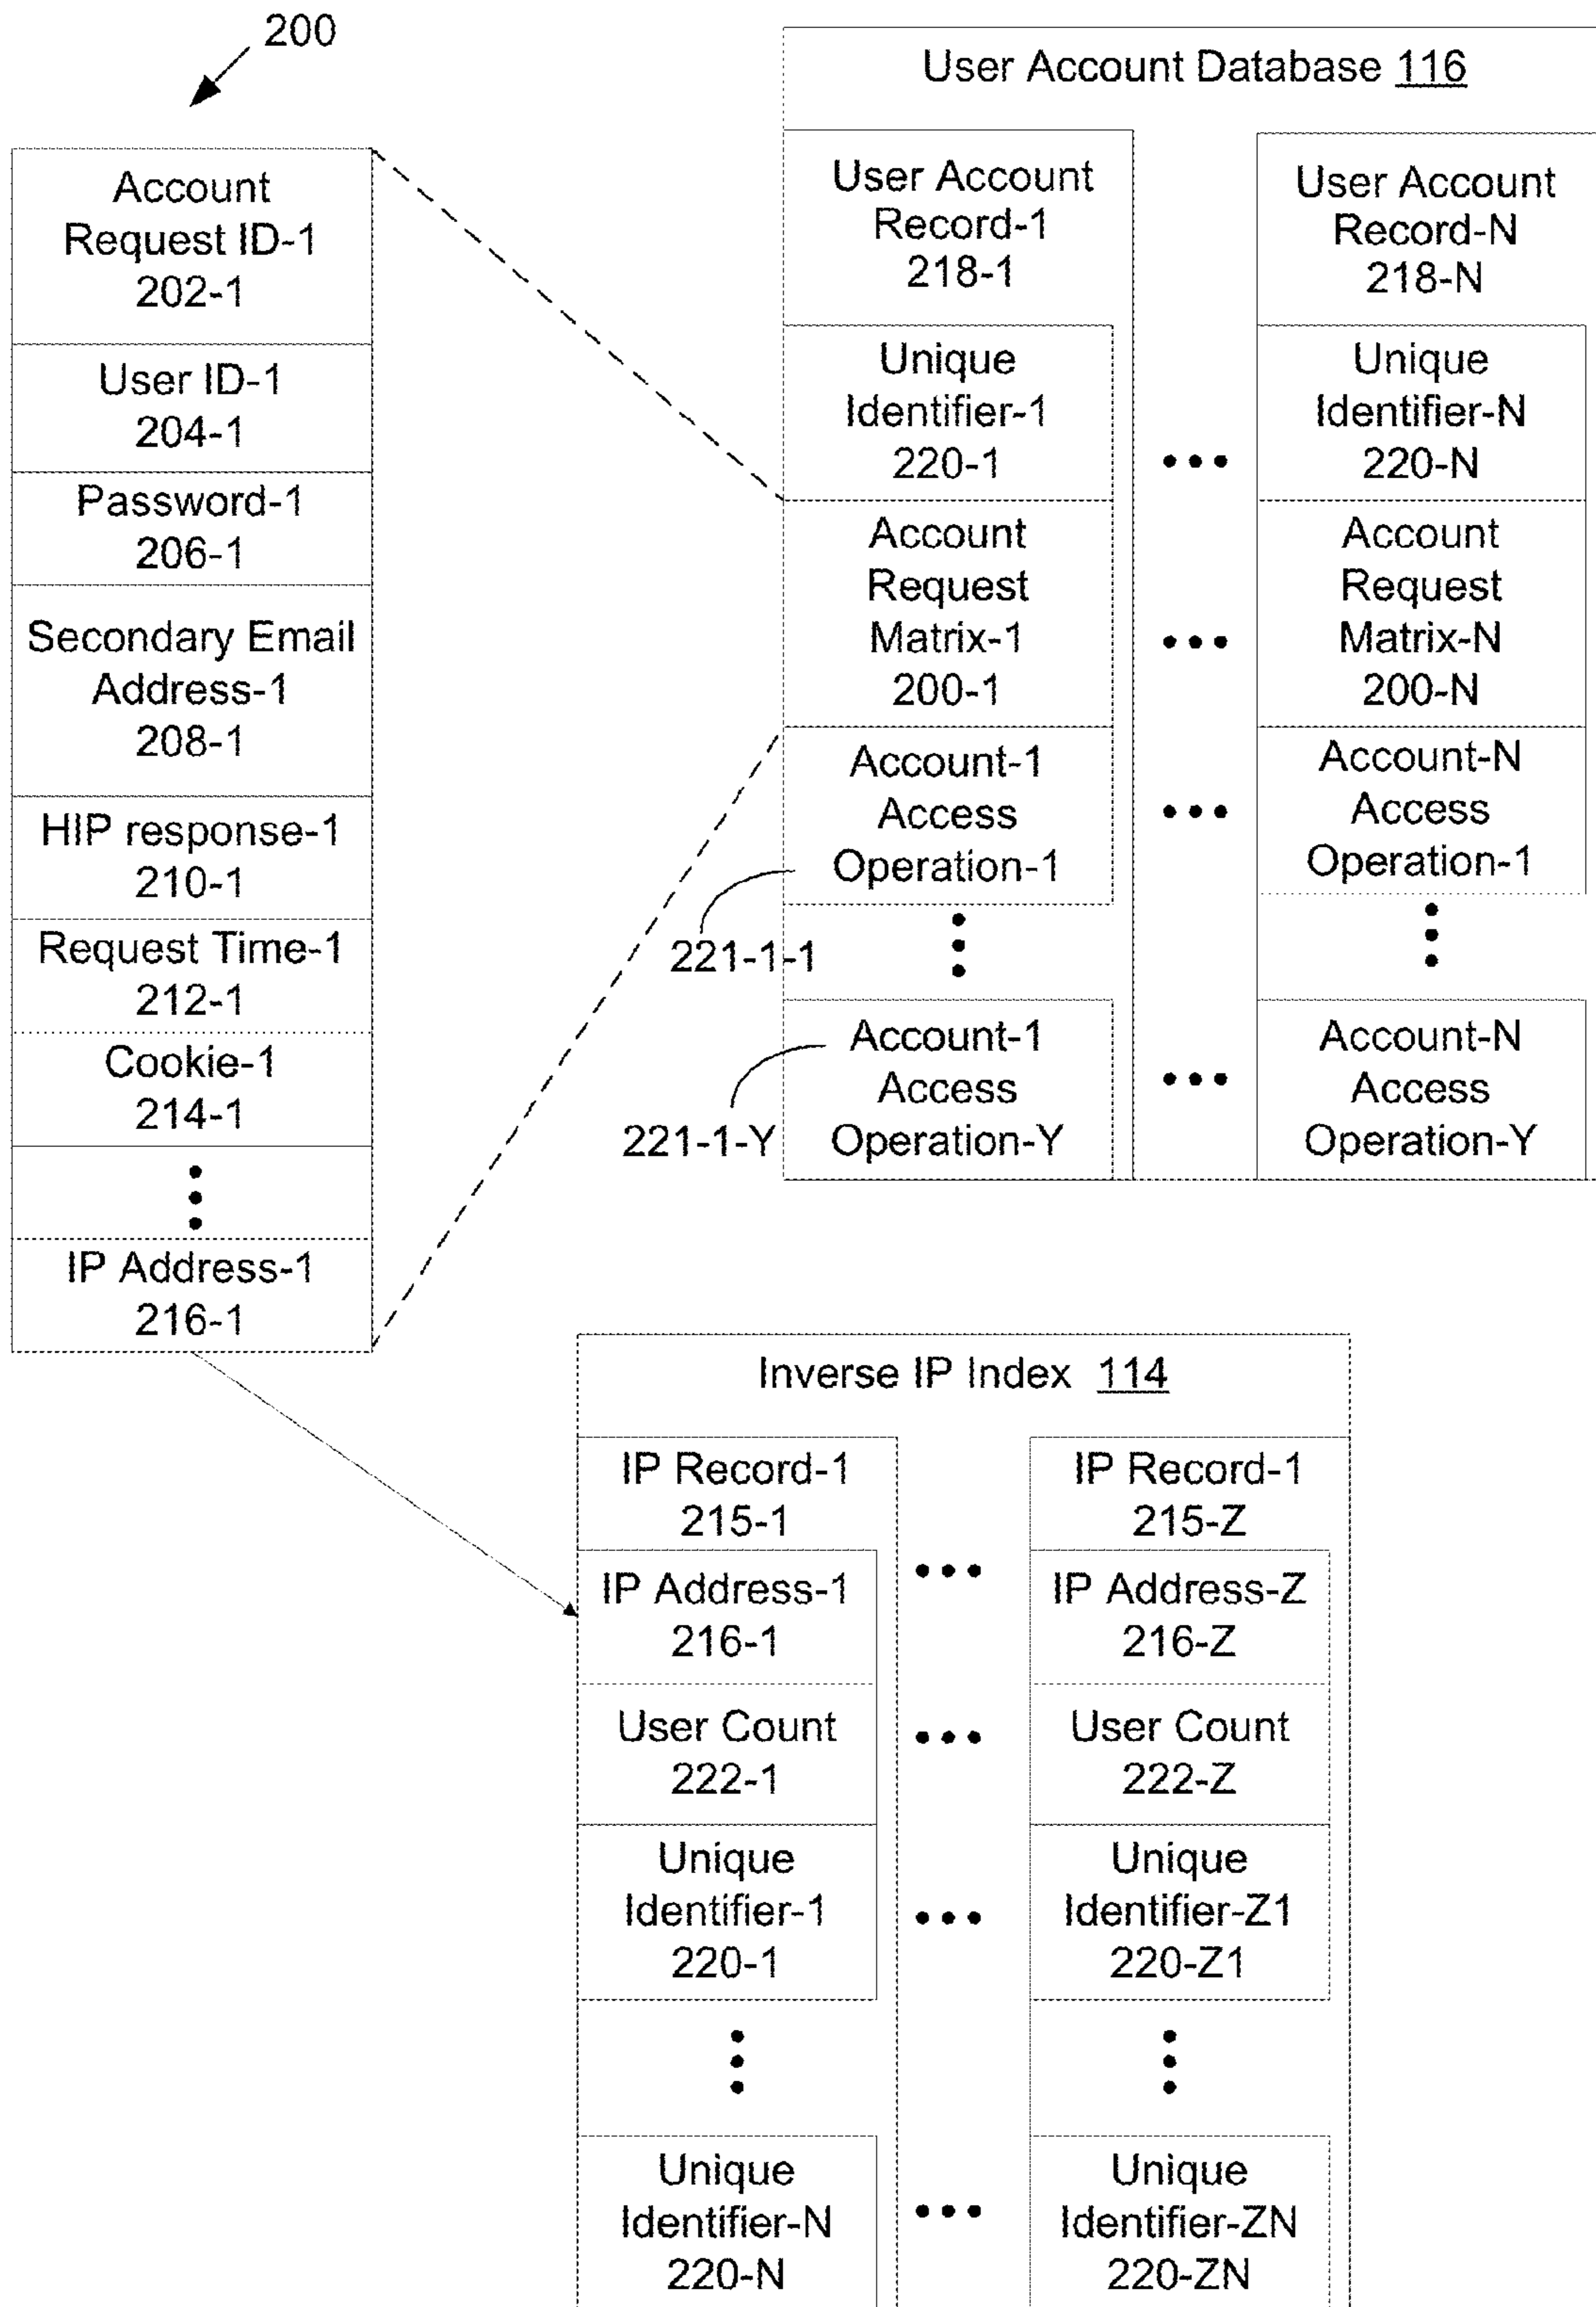 200
Account
Request ID-1
202-1
User ID-1
204-1
Password-1
206-1
Secondary Email
Address-1
208-1
HIP response-1
210-1
Request Time-1
212-1
Cookie-1
214-1
IP Address-1
216-1
User Account Database 116
User Account
Record-1
218-1
Unique
Identifier-1
220-1
Account
Request
Matrix-1
200-1
Account-1
Access
Operation-1
221-1-1
Account-1
Access
Operation-Y
221-1-Y
User Account
Record-N
218-N
Unique
Identifier-N
220-N
Account
Request
Matrix-N
200-N
Account-N
Access
Operation-1
Account-N
Access
Operation-Y
Inverse IP Index 114
IP Record-1
215-1
IP Address-1
216-1
User Count
222-1
Unique
Identifier-1
220-1
Unique
Identifier-N
220-N
IP Record-1
215-Z
IP Address-Z
216-Z
User Count
222-Z
Unique
Identifier-Z1
220-Z1
Unique
Identifier-ZN
220-ZN